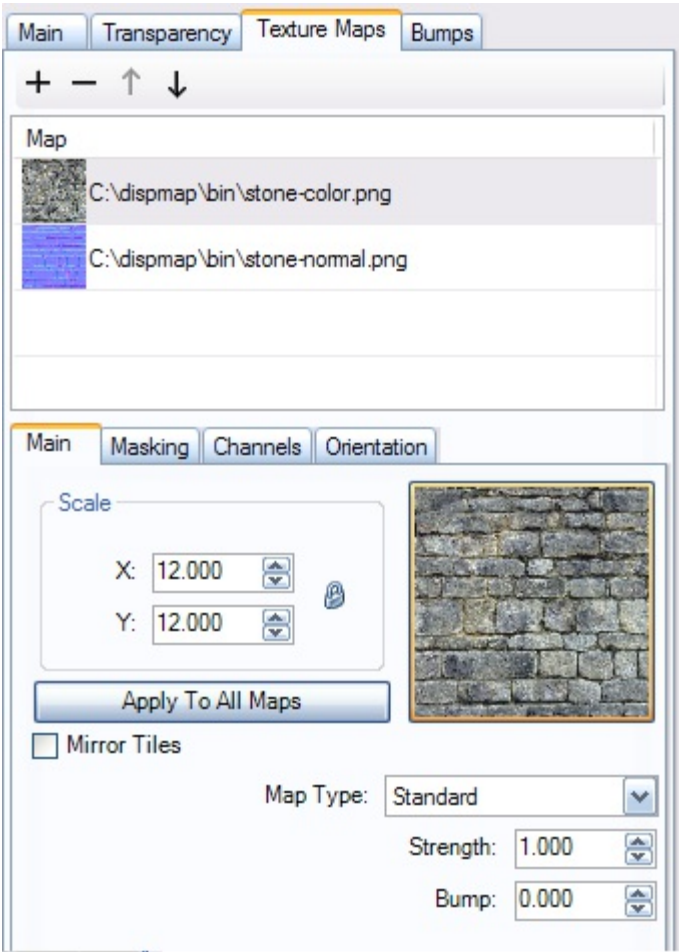 Main Transparency Texture Maps Bumps
Map
C:\dispmap\bin\stone-color.png
C:\dispmap\bin\stone-normal.png
Main Masking Channels Orientation
Scale
X: 12.000
Y: 12.000
Apply To All Maps
Mirror Tiles
Map Type: Standard
Strength: 1.000
Bump: 0.000